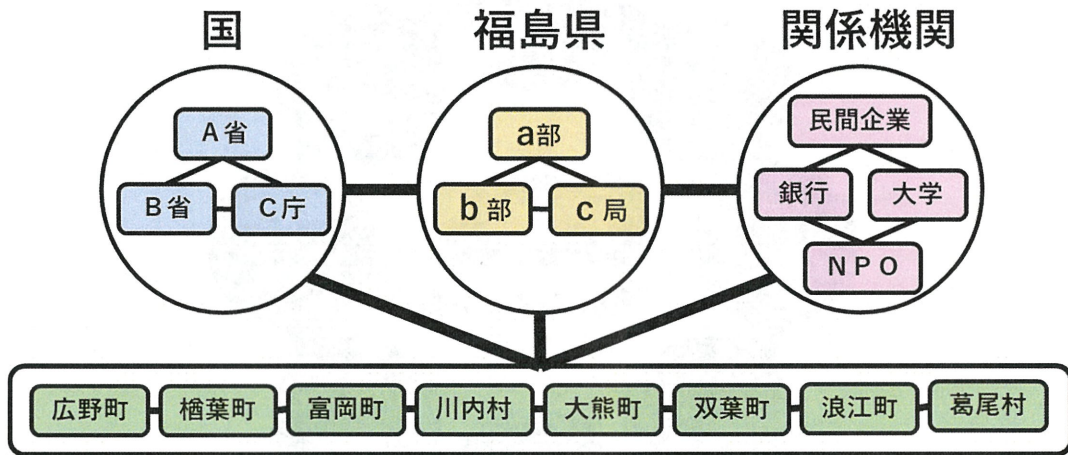 国
福島県
関係機関
A省
B省
C庁
a部
b部
c局
民間企業
銀行
大学
NPO
広野町
楢葉町
富岡町
川内村
大熊町
双葉町
浪江町
葛尾村